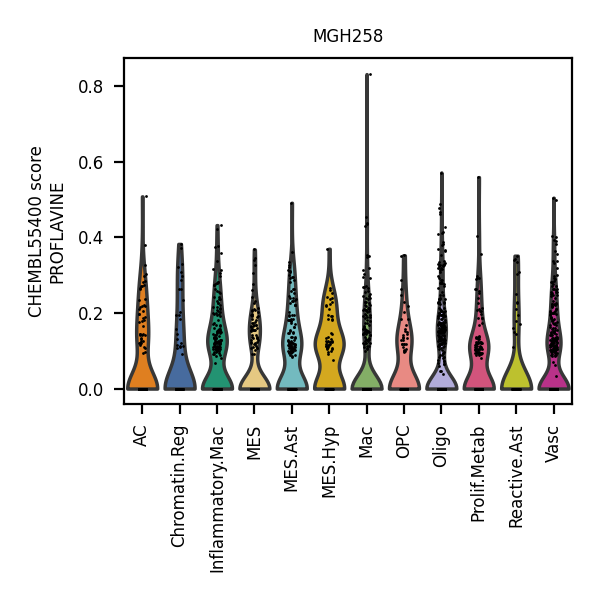 MGH258
CHEMBL55400 score
PROFLAVINE
0.8
0.6
0.4
0.2
0.0
AC
Chromatin.Reg
Inflammatory.Mac
MES
MES.Ast
MES.Hyp
Mac
OPC
Oligo
Prolif.Metab
Reactive.Ast
Vasc